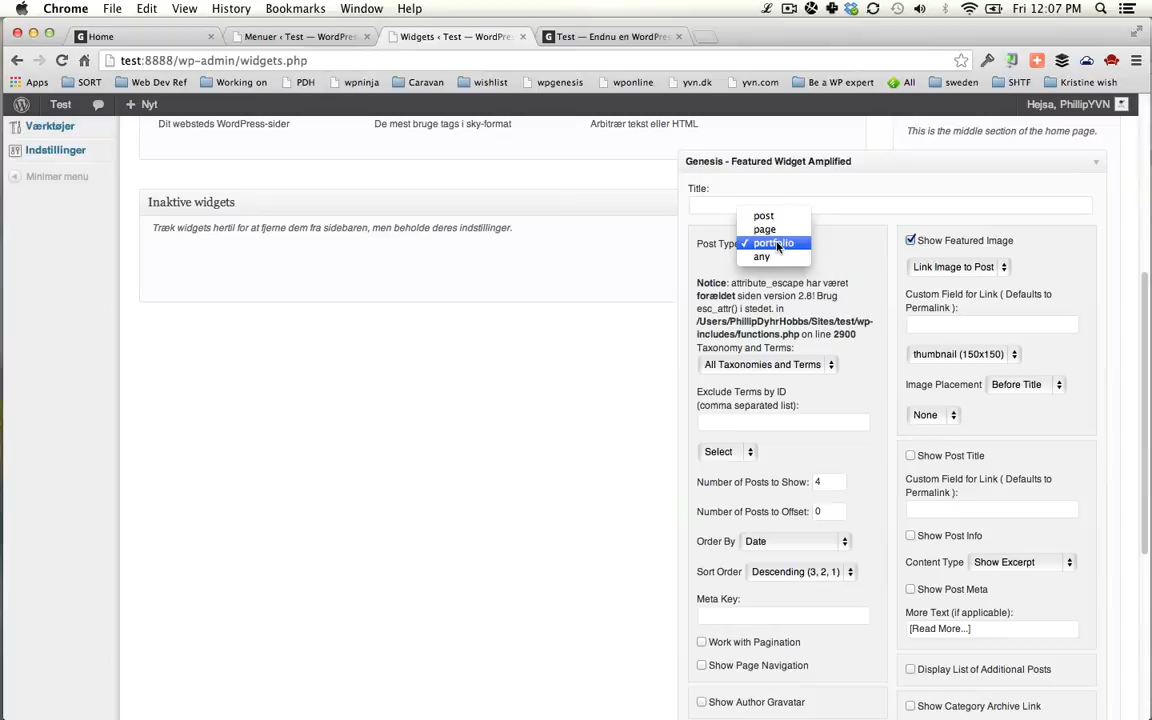 Chrome File Edit View History Bookmarks Window Help Fri 12:07 PM
Home Menuer ‹ Test — WordPres Widgets ‹ Test — WordPres Test — Endnu en WordPres
test:8888/wp-admin/widgets.php
Apps SORT Web Dev Ref Working on PDH wpninja Caravan wishlist wpgenesis wponline yvn.dk yvn.com Be a WP expert All sweden SHTF Kristine wish
Test + Nyt Hejsa, PhillipYVN
Værktøjer
Indstillinger
Minimer menu
Dit websteds WordPress-sider De mest bruge tags i sky-format Arbitrær tekst eller HTML
Inaktive widgets
Træk widgets hertil for at fjerne dem fra sidebaren, men beholde deres indstillinger.
This is the middle section of the home page.
Genesis - Featured Widget Amplified
Title:
Post Type
post
page
✓ portfolio
any
Notice: attribute_escape har været
forældet siden version 2.8! Brug
esc_attr() i stedet. in
/Users/PhillipDyhrHobbs/Sites/test/wp-
includes/functions.php on line 2900
Taxonomy and Terms:
All Taxonomies and Terms
Exclude Terms by ID
(comma separated list):
Select
Number of Posts to Show: 4
Number of Posts to Offset: 0
Order By Date
Sort Order Descending (3, 2, 1)
Meta Key:
Work with Pagination
Show Page Navigation
Show Author Gravatar
Show Featured Image
Link Image to Post
Custom Field for Link ( Defaults to
Permalink ):
thumbnail (150x150)
Image Placement Before Title
None
Show Post Title
Custom Field for Link ( Defaults to
Permalink ):
Show Post Info
Content Type Show Excerpt
Show Post Meta
More Text (if applicable):
[Read More...]
Display List of Additional Posts
Show Category Archive Link